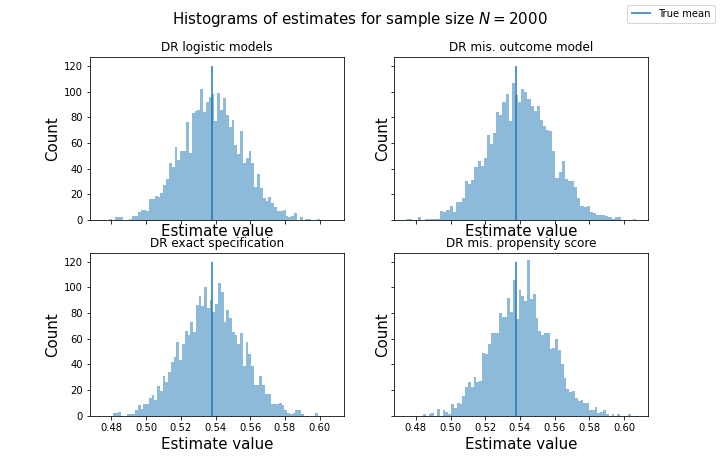 Histograms of estimates for sample size N = 2000
True mean
DR logistic models
DR mis. outcome model
Count
120
100
80
60
40
20
0
Estimate value
Count
Estimate value
DR exact specification
DR mis. propensity score
Count
120
100
80
60
40
20
0
0.48 0.50 0.52 0.54 0.56 0.58 0.60
Estimate value
Count
0.48 0.50 0.52 0.54 0.56 0.58 0.60
Estimate value